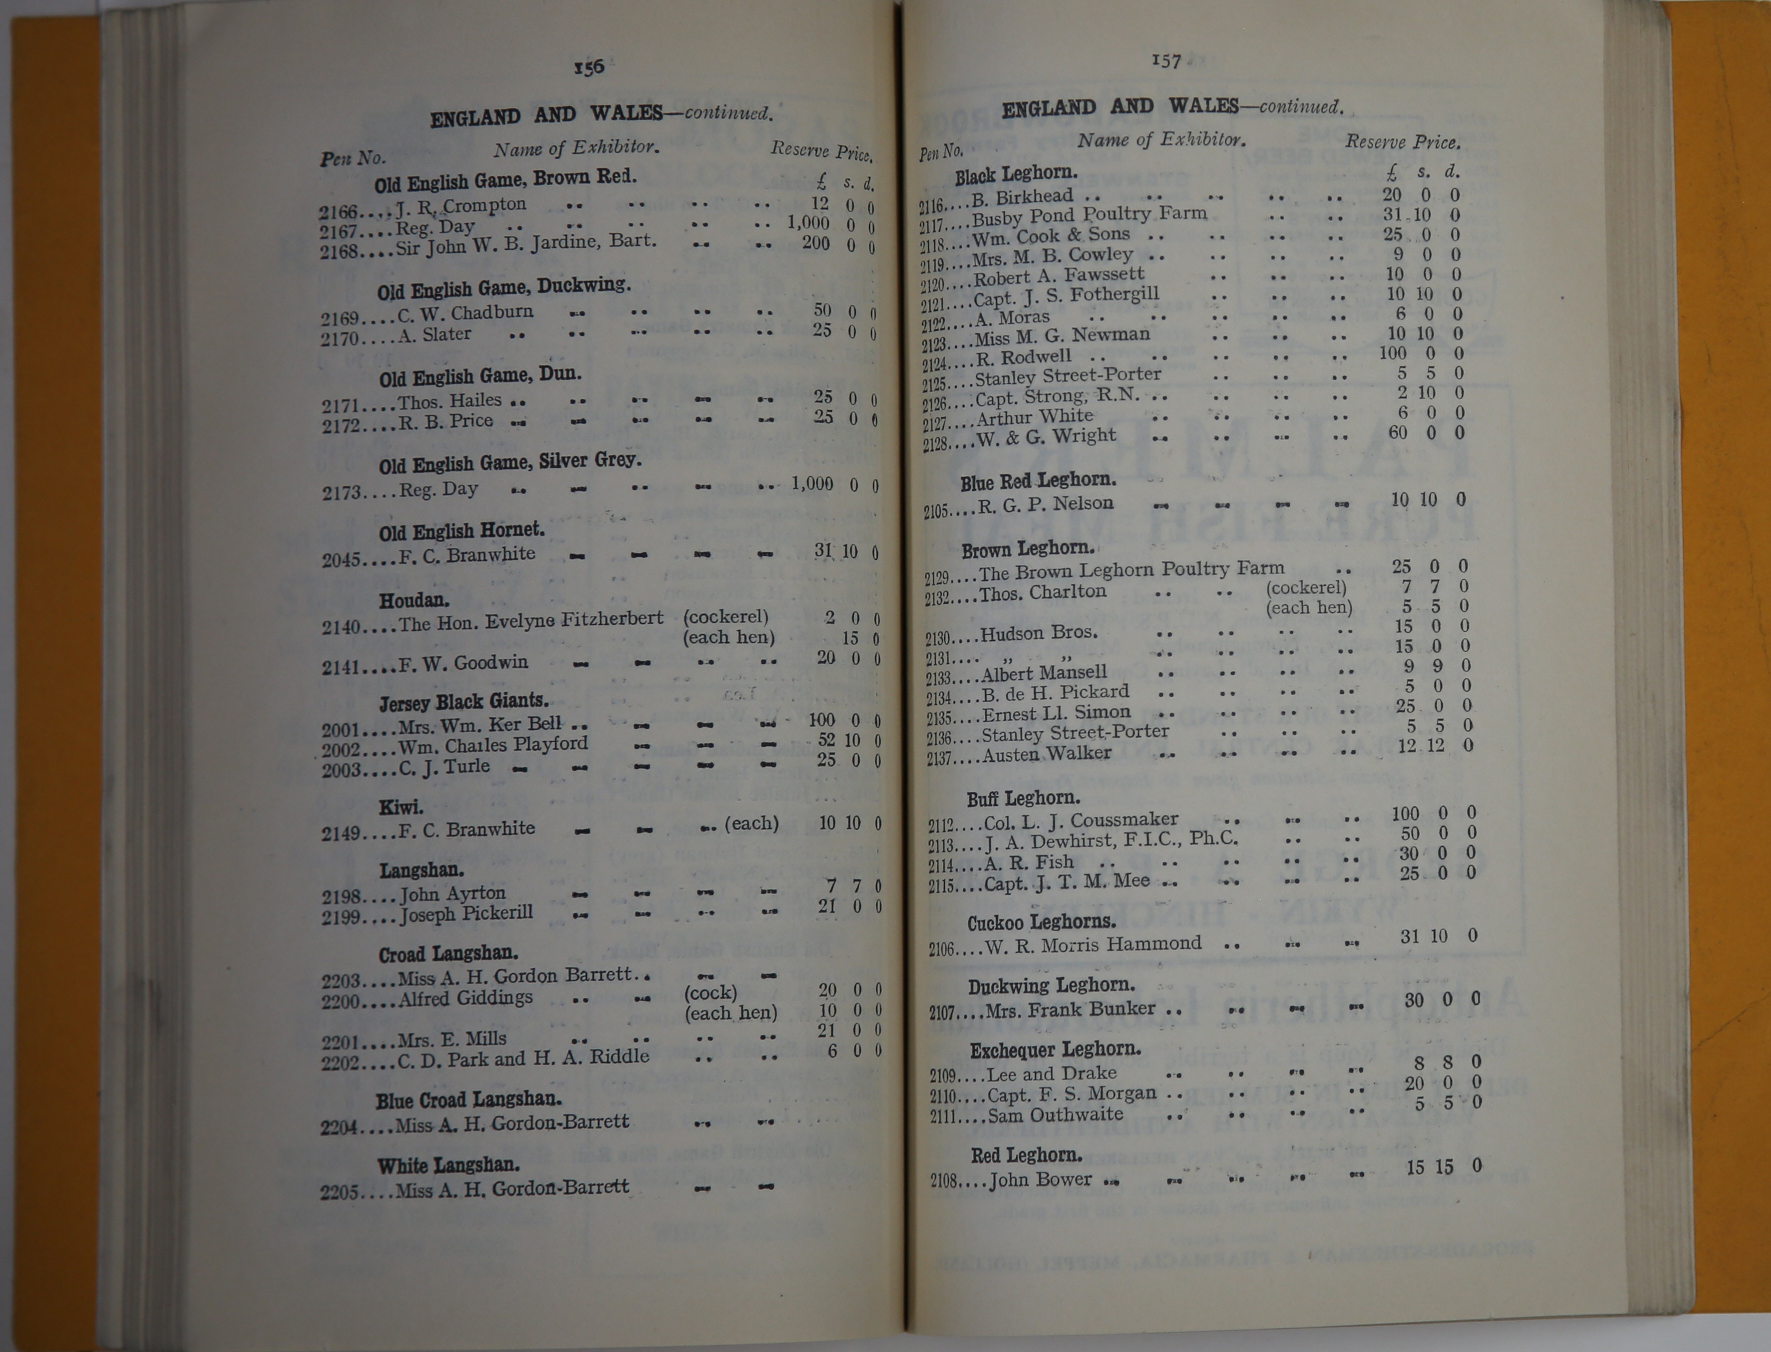 156
ENGLAND AND WALES—continued.
Pen No. Name of Exhibitor. Reserve Price.
Old English Game, Brown Red. £ s. d.
2166....J. R. Crompton .. .. .. .. 12 0 0
2167....Reg. Day .. .. .. .. .. 1,000 0 0
2168....Sir John W. B. Jardine, Bart. .. .. 200 0 0
Old English Game, Duckwing.
2169....C. W. Chadburn .. .. .. .. 50 0 0
2170....A. Slater .. .. .. .. .. 25 0 0
Old English Game, Dun.
2171....Thos. Hailes .. .. .. .. .. 25 0 0
2172....R. B. Price .. .. .. .. .. 25 0 0
Old English Game, Silver Grey.
2173....Reg. Day .. .. .. .. .. 1,000 0 0
Old English Hornet.
2045....F. C. Branwhite .. .. .. .. 31 10 0
Houdan.
2140....The Hon. Evelyne Fitzherbert (cockerel) 2 0 0
(each hen) 15 0
2141....F. W. Goodwin .. .. .. .. 20 0 0
Jersey Black Giants.
2001....Mrs. Wm. Ker Bell .. .. .. .. 100 0 0
2002....Wm. Charles Playford .. .. .. 52 10 0
2003....C. J. Turle .. .. .. .. .. 25 0 0
Kiwi.
2149....F. C. Branwhite .. .. .. (each) 10 10 0
Langshan.
2198....John Ayrton .. .. .. .. 7 7 0
2199....Joseph Pickerill .. .. .. .. 21 0 0
Croad Langshan.
2203....Miss A. H. Gordon Barrett.. .. ..
2200....Alfred Giddings .. .. (cock) 20 0 0
(each hen) 10 0 0
2201....Mrs. E. Mills .. .. .. .. 21 0 0
2202....C. D. Park and H. A. Riddle .. .. 6 0 0
Blue Croad Langshan.
2204....Miss A. H. Gordon-Barrett .. ..
White Langshan.
2205....Miss A. H. Gordon-Barrett .. ..
157
ENGLAND AND WALES—continued.
Pen No. Name of Exhibitor. Reserve Price.
Black Leghorn. £ s. d.
2116....B. Birkhead .. .. .. .. .. 20 0 0
2117....Busby Pond Poultry Farm .. .. 31 10 0
2118....Wm. Cook & Sons .. .. .. .. 25 0 0
2119....Mrs. M. B. Cowley .. .. .. .. 9 0 0
2120....Robert A. Fawssett .. .. .. 10 0 0
2121....Capt. J. S. Fothergill .. .. .. 10 10 0
2122....A. Moras .. .. .. .. .. 6 0 0
2123....Miss M. G. Newman .. .. .. 10 10 0
2124....R. Rodwell .. .. .. .. .. 100 0 0
2125....Stanley Street-Porter .. .. .. 5 5 0
2126....Capt. Strong, R.N. .. .. .. .. 2 10 0
2127....Arthur White .. .. .. .. 6 0 0
2128....W. & G. Wright .. .. .. .. 60 0 0
Blue Red Leghorn.
2105....R. G. P. Nelson .. .. .. .. 10 10 0
Brown Leghorn.
2129....The Brown Leghorn Poultry Farm .. 25 0 0
2132....Thos. Charlton .. .. (cockerel) 7 7 0
(each hen) 5 5 0
2130....Hudson Bros. .. .. .. .. 15 0 0
2131.... ,, ,, .. .. .. .. 15 0 0
2133....Albert Mansell .. .. .. .. 9 9 0
2134....B. de H. Pickard .. .. .. .. 5 0 0
2135....Ernest Ll. Simon .. .. .. .. 25 0 0
2136....Stanley Street-Porter .. .. .. 5 5 0
2137....Austen Walker .. .. .. .. 12 12 0
Buff Leghorn.
2112....Col. L. J. Coussmaker .. .. .. 100 0 0
2113....J. A. Dewhirst, F.I.C., Ph.C. .. .. 50 0 0
2114....A. R. Fish .. .. .. .. .. 30 0 0
2115....Capt. J. T. M. Mee .. .. .. .. 25 0 0
Cuckoo Leghorns.
2106....W. R. Morris Hammond .. .. .. 31 10 0
Duckwing Leghorn.
2107....Mrs. Frank Bunker .. .. .. .. 30 0 0
Exchequer Leghorn.
2109....Lee and Drake .. .. .. .. 8 8 0
2110....Capt. F. S. Morgan .. .. .. .. 20 0 0
2111....Sam Outhwaite .. .. .. .. 5 5 0
Red Leghorn.
2108....John Bower .. .. .. .. .. 15 15 0